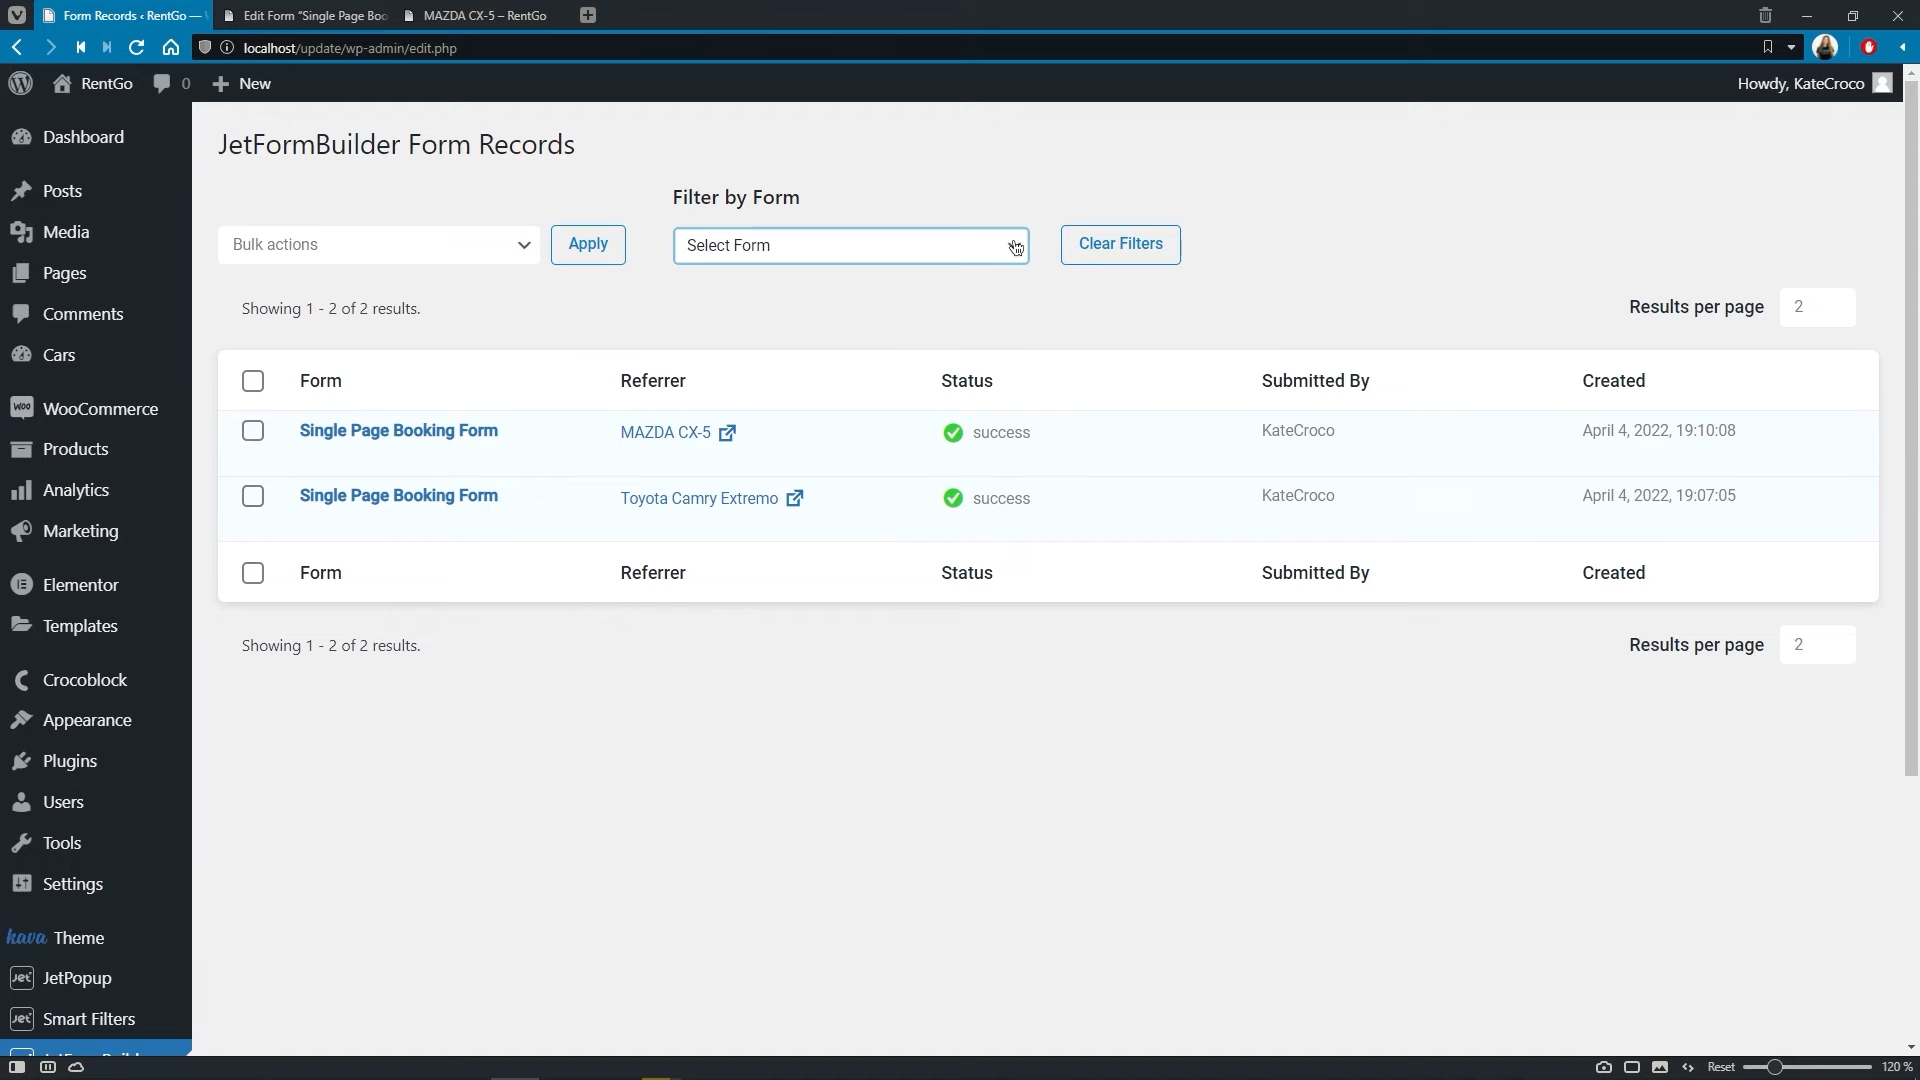 Form Records ‹ RentGo —
Edit Form “Single Page Boo
MAZDA CX-5 – RentGo
localhost/update/wp-admin/edit.php
RentGo
0
New
Howdy, KateCroco
Dashboard
Posts
Media
Pages
Comments
Cars
WooCommerce
Products
Analytics
Marketing
Elementor
Templates
Crocoblock
Appearance
Plugins
Users
Tools
Settings
kava Theme
JetPopup
Smart Filters
JetFormBuilder Form Records
Filter by Form
Bulk actions
Apply
Select Form
Clear Filters
Showing 1 - 2 of 2 results.
Results per page 2
Form Referrer Status Submitted By Created
Single Page Booking Form MAZDA CX-5 success KateCroco April 4, 2022, 19:10:08
Single Page Booking Form Toyota Camry Extremo success KateCroco April 4, 2022, 19:07:05
Form Referrer Status Submitted By Created
Showing 1 - 2 of 2 results.
Results per page 2
Reset 120 %